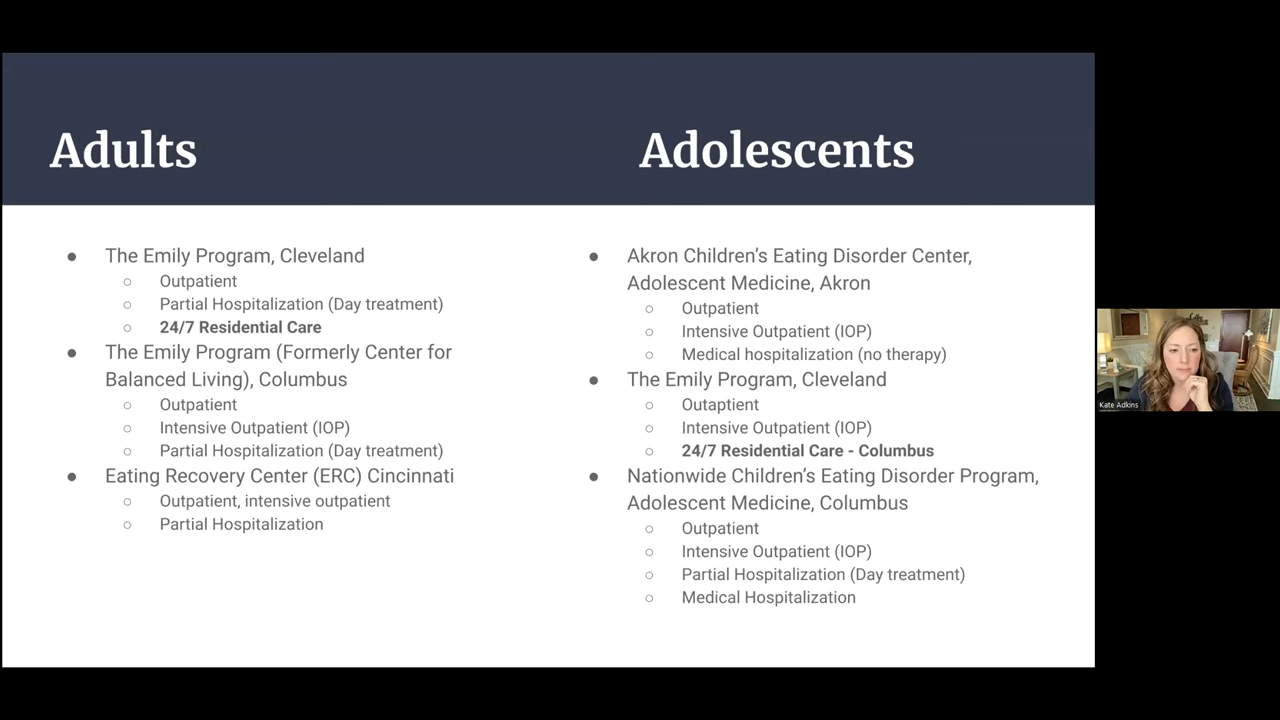 Adults
The Emily Program, Cleveland
Outpatient
Partial Hospitalization (Day treatment)
24/7 Residential Care
The Emily Program (Formerly Center for
Balanced Living), Columbus
Outpatient
Intensive Outpatient (IOP)
Partial Hospitalization (Day treatment)
Eating Recovery Center (ERC) Cincinnati
Outpatient, intensive outpatient
Partial Hospitalization
Adolescents
Akron Children’s Eating Disorder Center,
Adolescent Medicine, Akron
Outpatient
Intensive Outpatient (IOP)
Medical hospitalization (no therapy)
The Emily Program, Cleveland
Outaptient
Intensive Outpatient (IOP)
24/7 Residential Care - Columbus
Nationwide Children’s Eating Disorder Program,
Adolescent Medicine, Columbus
Outpatient
Intensive Outpatient (IOP)
Partial Hospitalization (Day treatment)
Medical Hospitalization
Kate Adkins